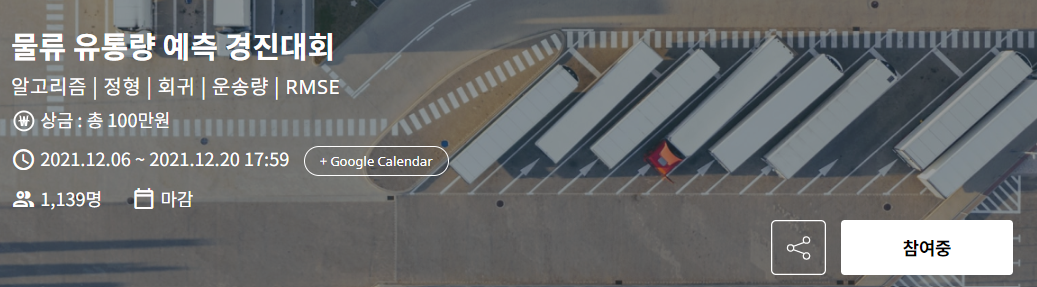 물류 유통량 예측 경진대회
알고리즘 | 정형 | 회귀 | 운송량 | RMSE
상금 : 총 100만원
2021.12.06 ~ 2021.12.20 17:59 + Google Calendar
1,139명 마감
참여중